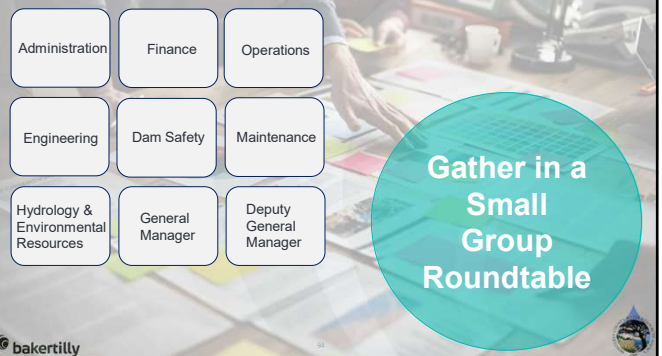 Administration
Finance
Operations
Engineering
Dam Safety
Maintenance
Hydrology &
Environmental
Resources
General
Manager
Deputy
General
Manager
Gather in a
Small
Group
Roundtable
bakertilly